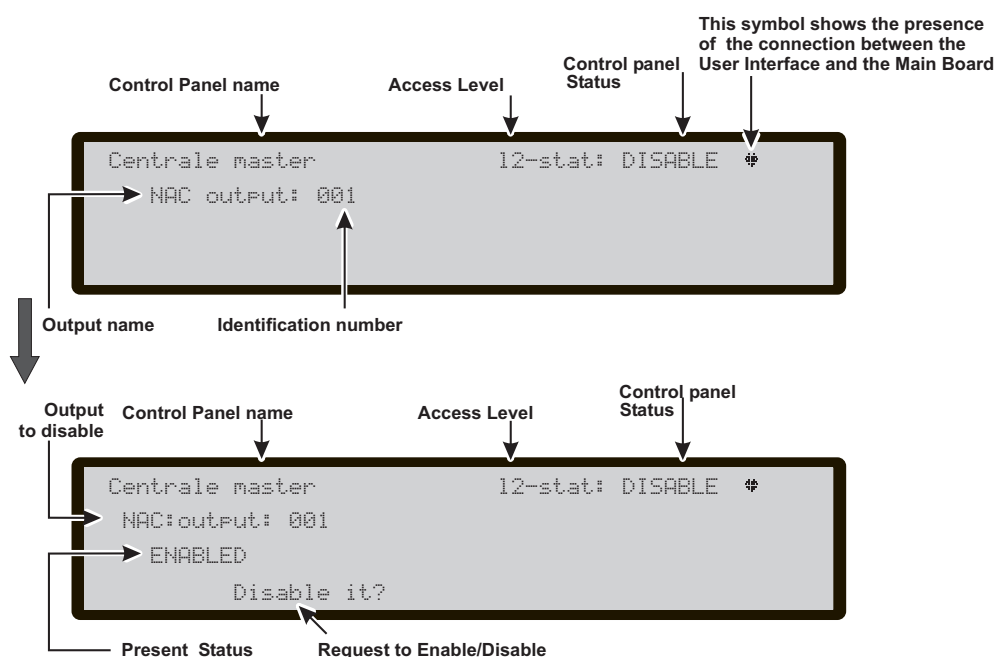 This symbol shows the presence
of the connection between the
User Interface and the Main Board
Control Panel name
Access Level
Control panel
Status
Centrale master l2-stat: DISABLE
NAC output: 001
Output name
Identification number
Output
to disable
Control Panel name
Access Level
Control panel
Status
Centrale master l2-stat: DISABLE
NAC:output: 001
ENABLED
Disable it?
Present Status
Request to Enable/Disable